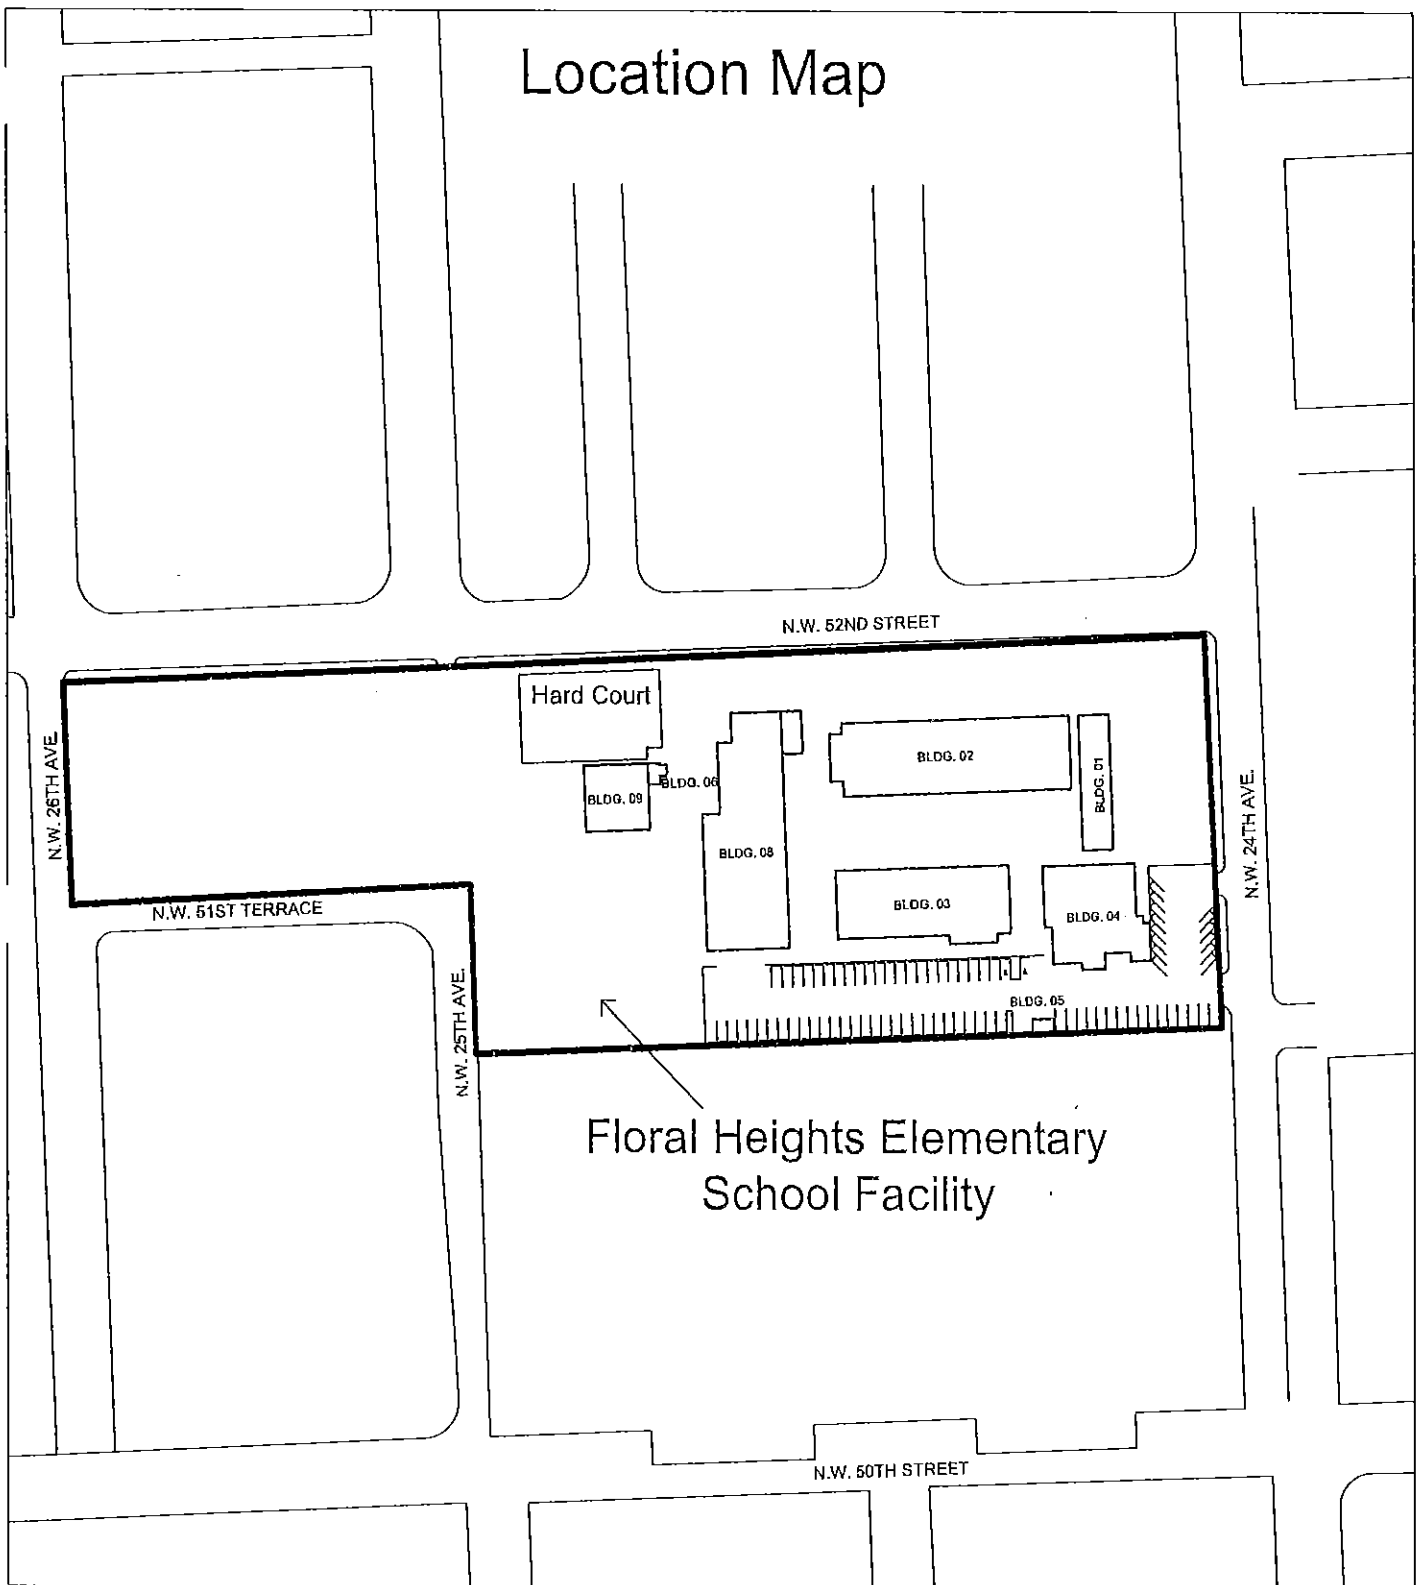 Location Map
N.W. 52ND STREET
Hard Court
BLDG. 02
BLDG. 01
BLDG. 06
BLDG. 09
N.W. 26TH AVE.
N.W. 24TH AVE.
BLDG. 08
BLDG. 03
N.W. 51ST TERRACE
BLDG. 04
BLDG. 05
N.W. 25TH AVE.
Floral Heights Elementary
School Facility
N.W. 50TH STREET